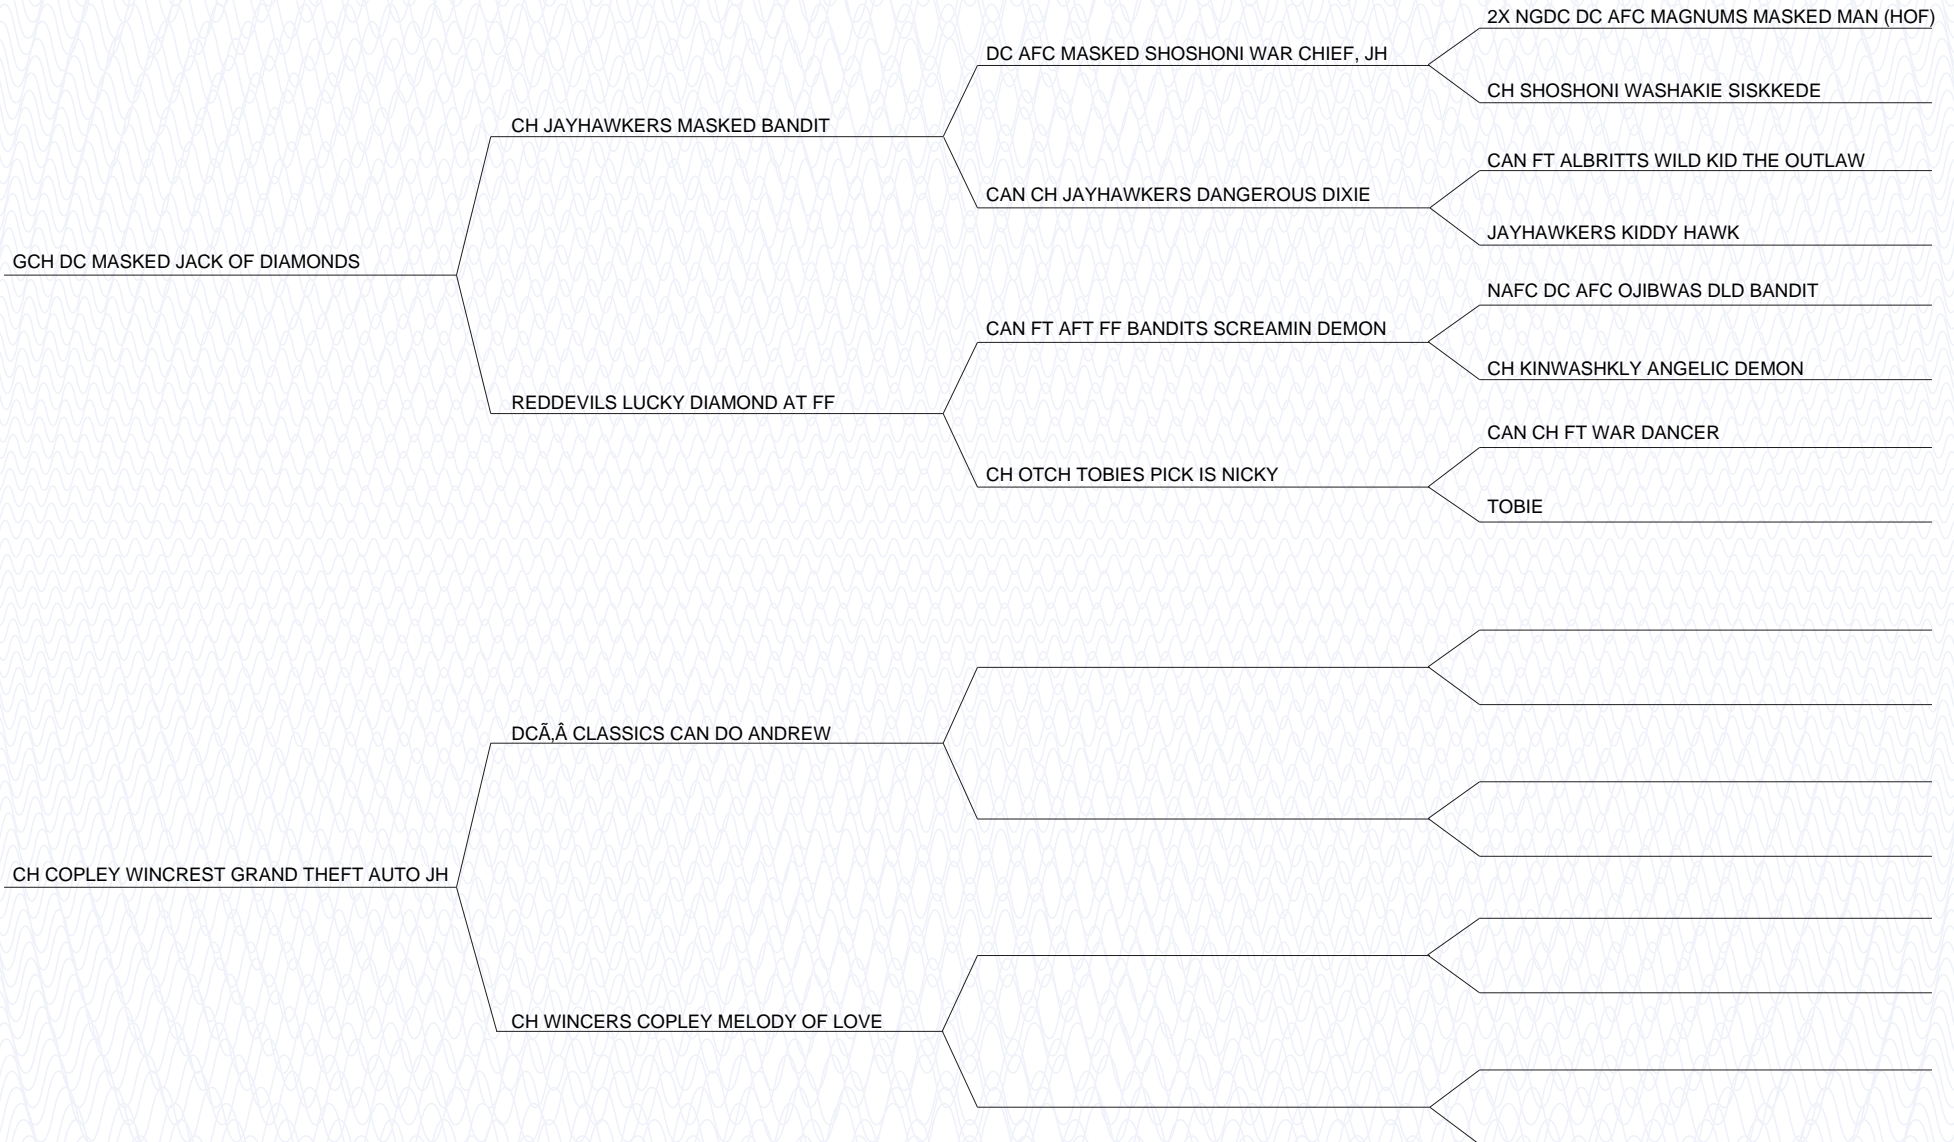 2X NGDC DC AFC MAGNUMS MASKED MAN (HOF)
DC AFC MASKED SHOSHONI WAR CHIEF, JH
CH SHOSHONI WASHAKIE SISKKEDE
CH JAYHAWKERS MASKED BANDIT
CAN FT ALBRITTS WILD KID THE OUTLAW
CAN CH JAYHAWKERS DANGEROUS DIXIE
JAYHAWKERS KIDDY HAWK
GCH DC MASKED JACK OF DIAMONDS
NAFC DC AFC OJIBWAS DLD BANDIT
CAN FT AFT FF BANDITS SCREAMIN DEMON
CH KINWASHKLY ANGELIC DEMON
REDDEVILS LUCKY DIAMOND AT FF
CAN CH FT WAR DANCER
CH OTCH TOBIES PICK IS NICKY
TOBIE
DCÃ‚Â CLASSICS CAN DO ANDREW
CH COPLEY WINCREST GRAND THEFT AUTO JH
CH WINCERS COPLEY MELODY OF LOVE